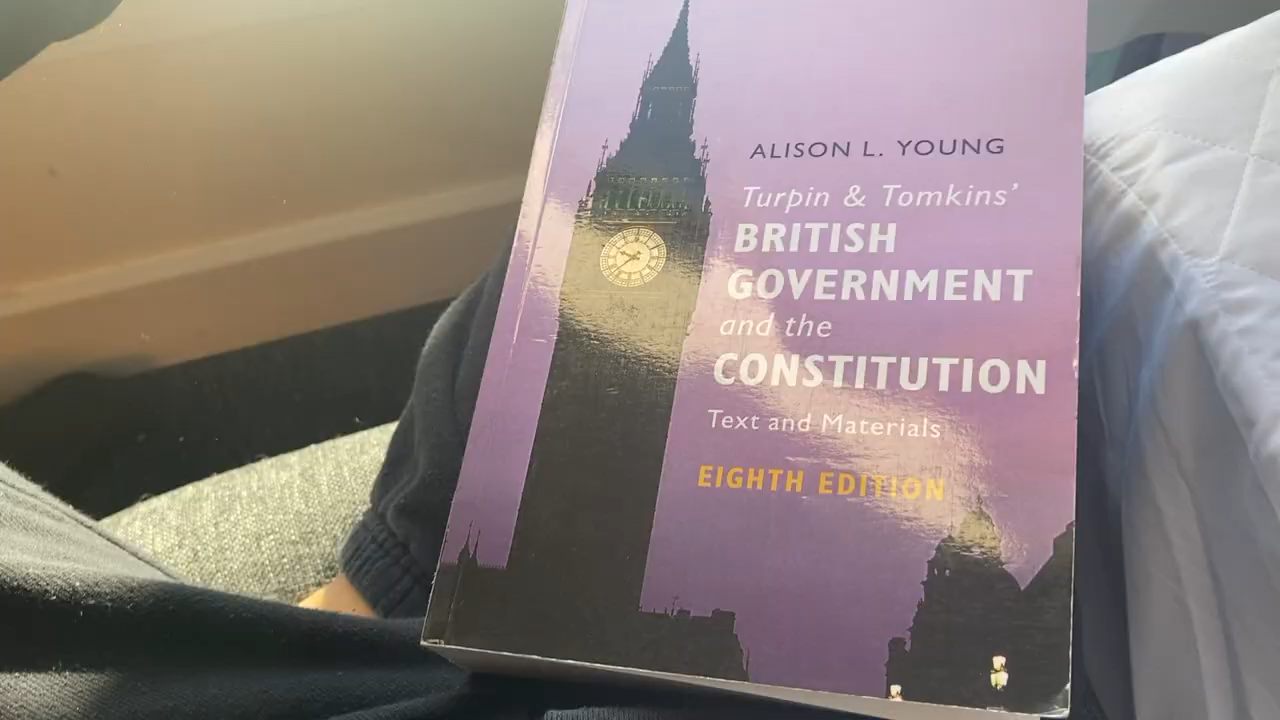 ALISON L. YOUNG
Turpin & Tomkins’
BRITISH
GOVERNMENT
and the
CONSTITUTION
Text and Materials
EIGHTH EDITION